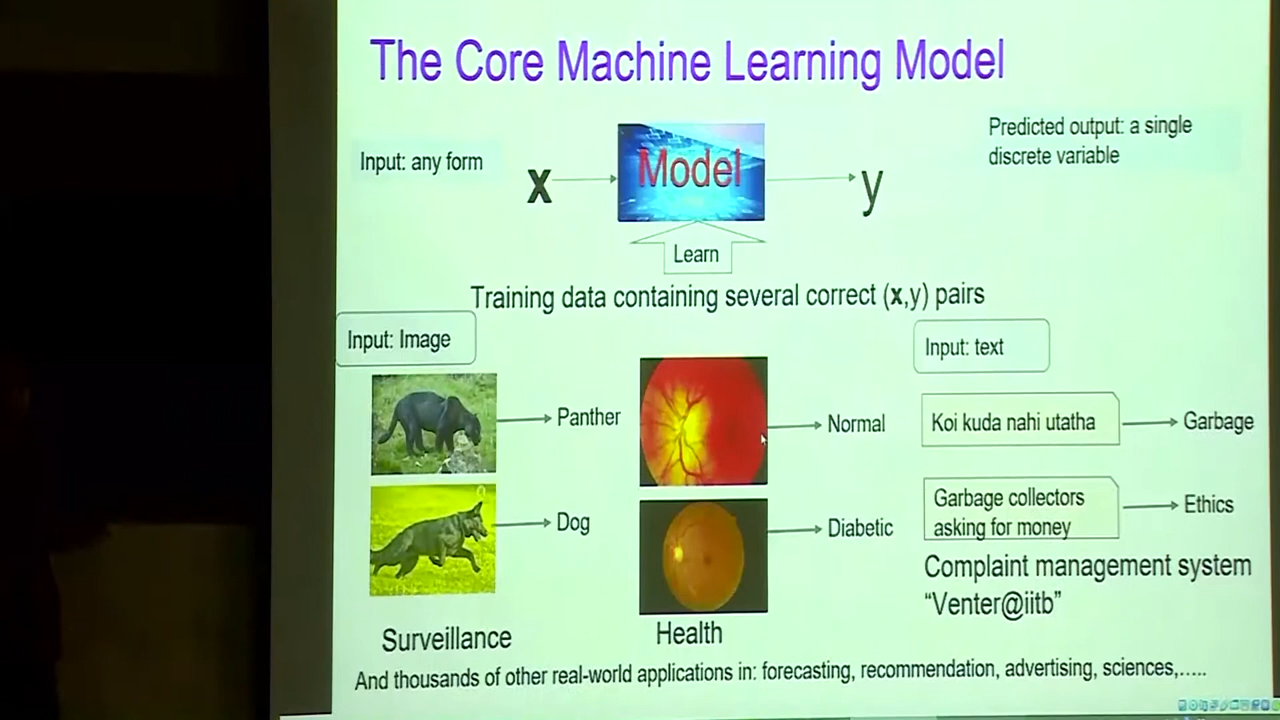 The Core Machine Learning Model
Input: any form
x
Model
y
Predicted output: a single
discrete variable
Learn
Training data containing several correct (x,y) pairs
Input: Image
Panther
Dog
Surveillance
Normal
Diabetic
Health
Input: text
Koi kuda nahi utatha
Garbage
Garbage collectors
asking for money
Ethics
Complaint management system
“Venter@iitb”
And thousands of other real-world applications in: forecasting, recommendation, advertising, sciences,.....